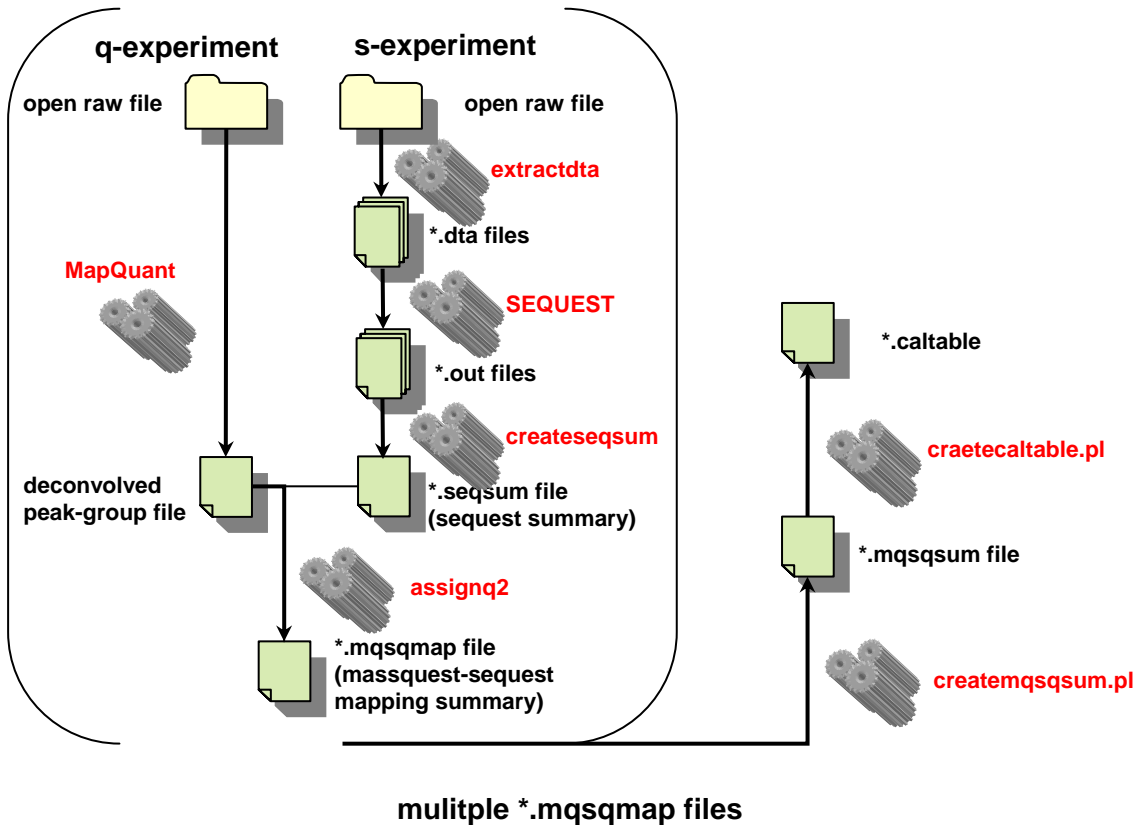 q-experiment
s-experiment
open raw file
open raw file
extractdta
*.dta files
MapQuant
SEQUEST
*.out files
createseqsum
deconvolved
peak-group file
*.seqsum file
(sequest summary)
assignq2
*.mqsqmap file
(massquest-sequest
mapping summary)
*.caltable
craetecaltable.pl
*.mqsqsum file
createmqsqsum.pl
mulitple *.mqsqmap files